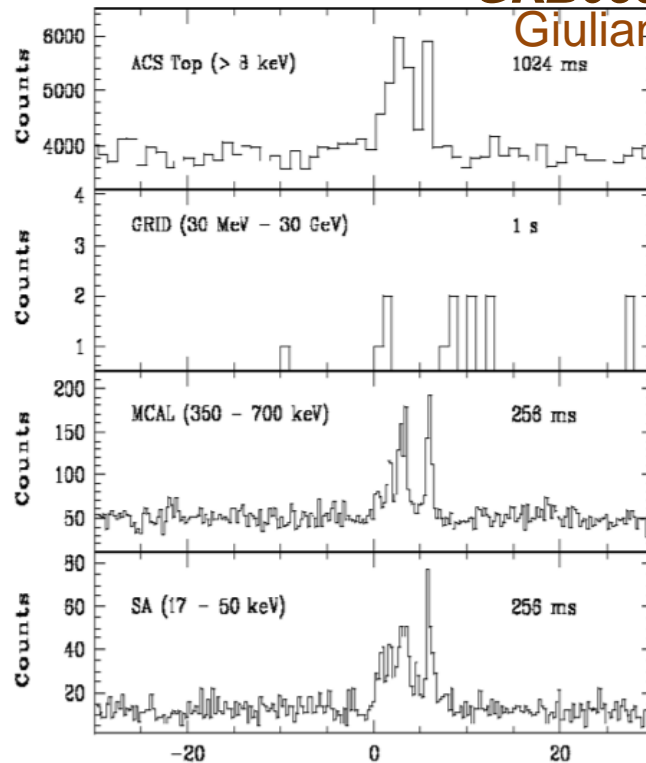 Giulian
6000
ACS Top (> 8 keV)
1024 ms
5000
4000
Counts
4
GRID (30 MeV – 30 GeV)
1 s
3
2
1
Counts
200
MCAL (350 – 700 keV)
256 ms
150
100
50
Counts
80
SA (17 – 50 keV)
256 ms
60
40
20
Counts
-20
0
20